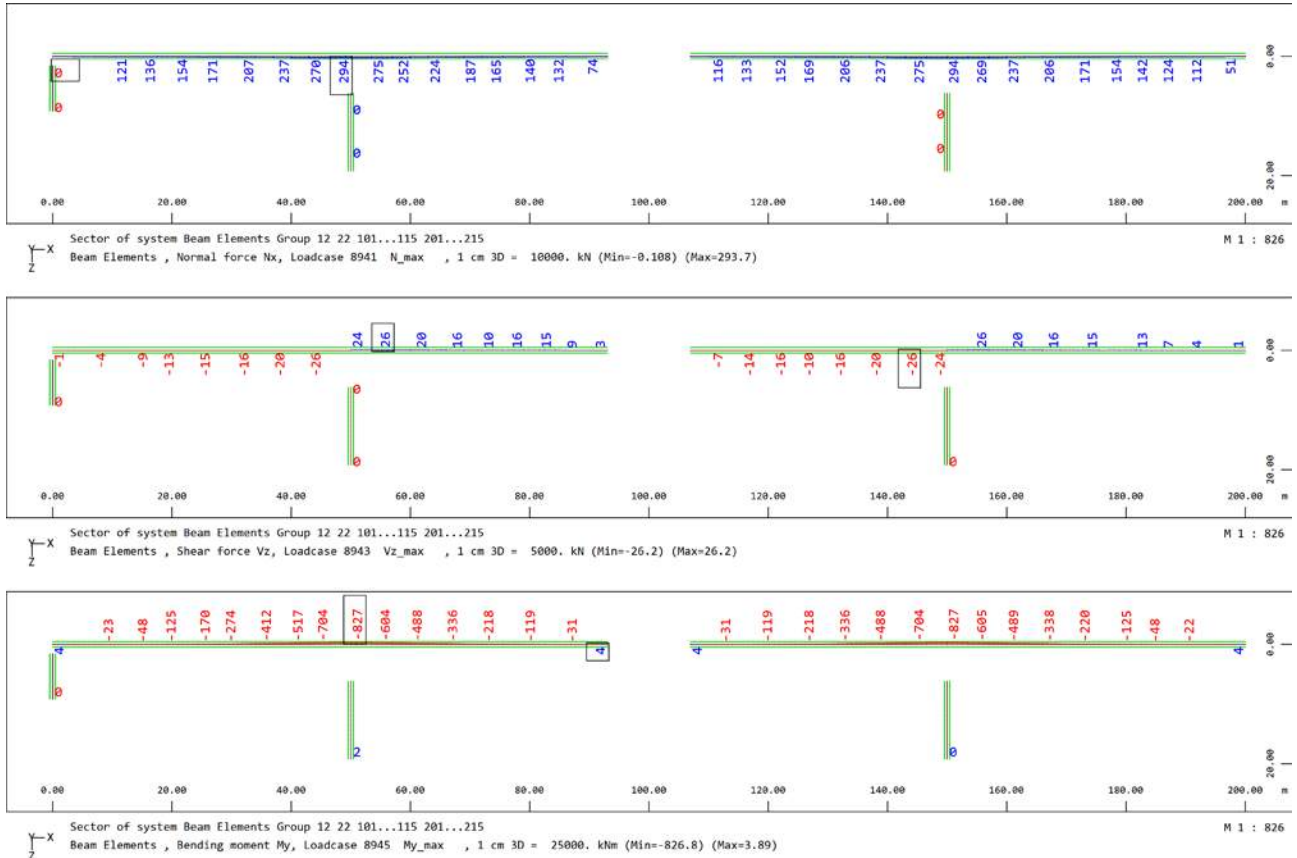 121 136 154 171 207 237 270 294 275 252 224 187 165 140 132 74 116 133 152 169 206 237 275 294 269 237 206 171 154 142 124 112 51 0.00
0
0 0 0
0 0
20.00
0.00 20.00 40.00 60.00 80.00 100.00 120.00 140.00 160.00 180.00 200.00 m
Y X Sector of system Beam Elements Group 12 22 101...115 201...215 M 1 : 826
Z Beam Elements , Normal force Nx, Loadcase 8941 N_max , 1 cm 3D = 10000. kN (Min=-0.108) (Max=293.7)
24 26 20 16 10 16 15 9 3 26 20 16 15 13 7 4 1 0.00
-1 -4 -9 -13 -15 -16 -20 -26 -7 -14 -16 -10 -16 -20 -26 -24
0 0
0 0
20.00
0.00 20.00 40.00 60.00 80.00 100.00 120.00 140.00 160.00 180.00 200.00 m
Y X Sector of system Beam Elements Group 12 22 101...115 201...215 M 1 : 826
Z Beam Elements , Shear force Vz, Loadcase 8943 Vz_max , 1 cm 3D = 5000. kN (Min=-26.2) (Max=26.2)
-23 -48 -125 -170 -274 -412 -517 -704 -827 -604 -488 -336 -218 -119 -31 -31 -119 -218 -336 -488 -704 -827 -605 -489 -338 -220 -125 -48 -22 0.00
4 4 4 4
0
2 0
20.00
0.00 20.00 40.00 60.00 80.00 100.00 120.00 140.00 160.00 180.00 200.00 m
Y X Sector of system Beam Elements Group 12 22 101...115 201...215 M 1 : 826
Z Beam Elements , Bending moment My, Loadcase 8945 My_max , 1 cm 3D = 25000. kNm (Min=-826.8) (Max=3.89)